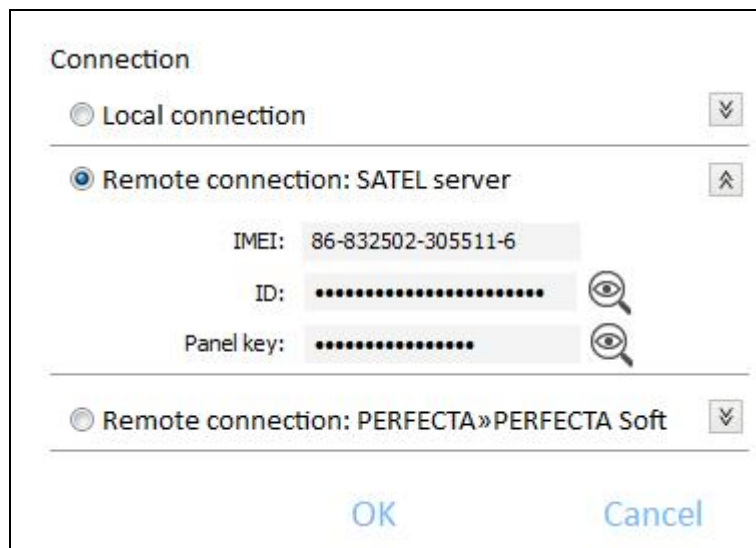 Connection
Local connection
Remote connection: SATEL server
IMEI: 86-832502-305511-6
ID: •••••••••••••••••••••••
Panel key: ••••••••••••••••
Remote connection: PERFECTA»PERFECTA Soft
OK Cancel